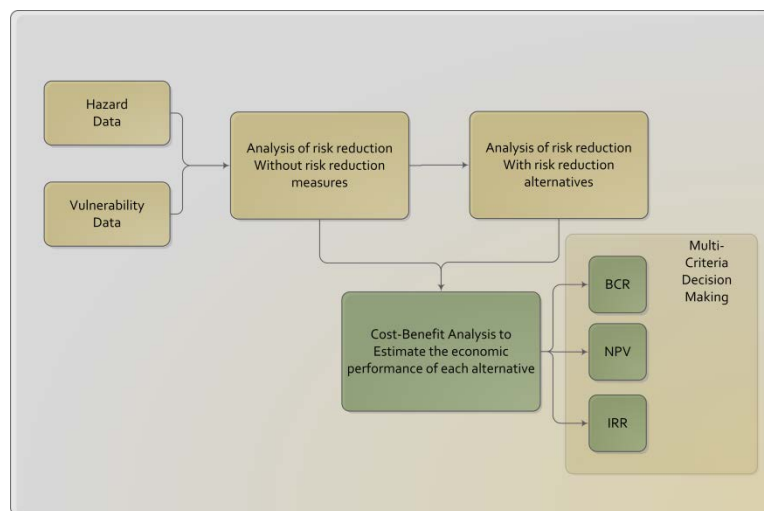 Hazard
Data
Vulnerability
Data
Analysis of risk reduction
Without risk reduction
measures
Analysis of risk reduction
With risk reduction
alternatives
Cost-Benefit Analysis to
Estimate the economic
performance of each alternative
Multi-
Criteria
Decision
Making
BCR
NPV
IRR